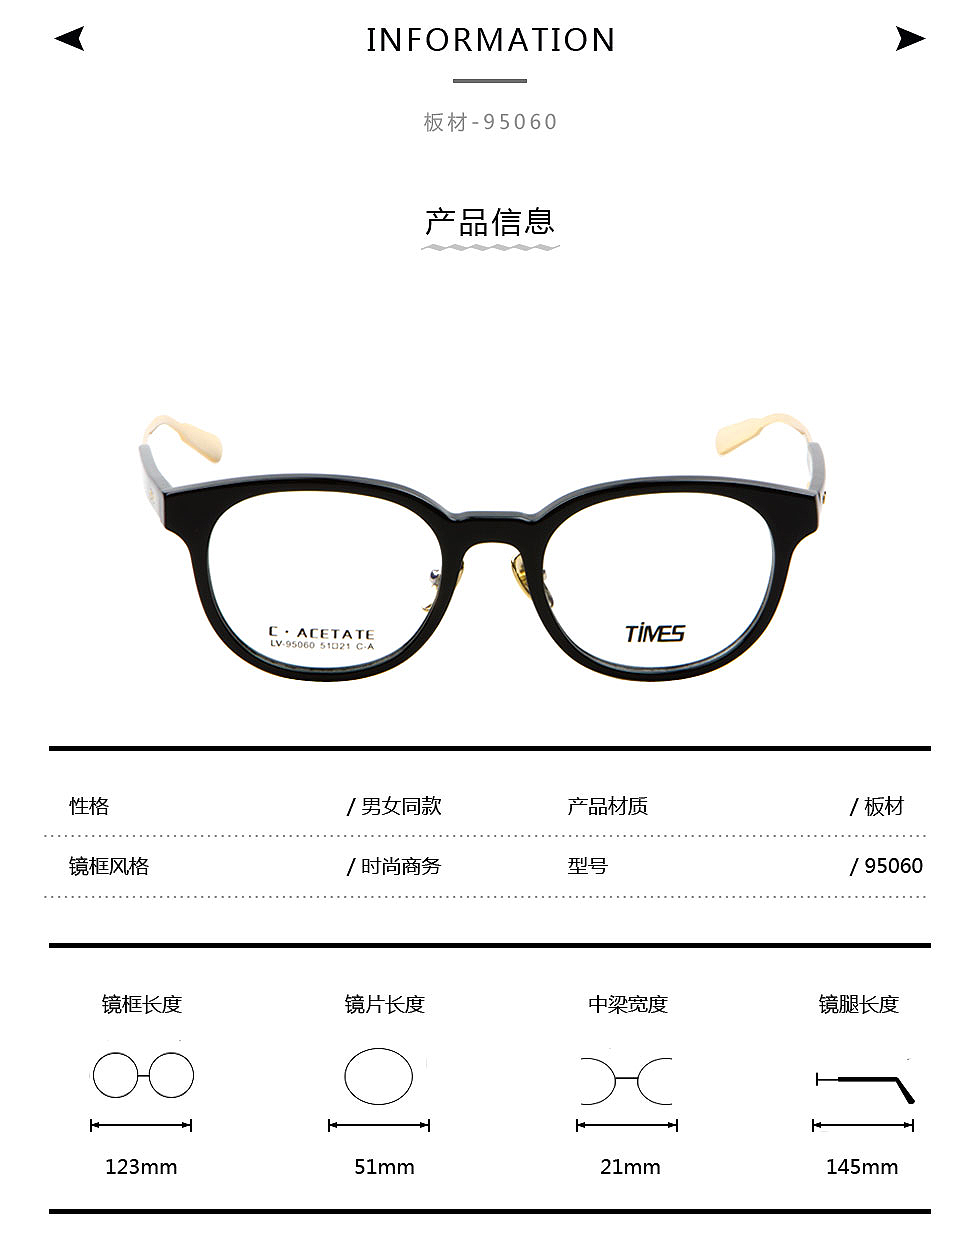 INFORMATION
板材-95060
产品信息
C · ACETATE
LV-95060 51□21 C-A
TiMES
性格 / 男女同款 产品材质 / 板材
镜框风格 / 时尚商务 型号 / 95060
镜框长度 镜片长度 中梁宽度 镜腿长度
123mm 51mm 21mm 145mm